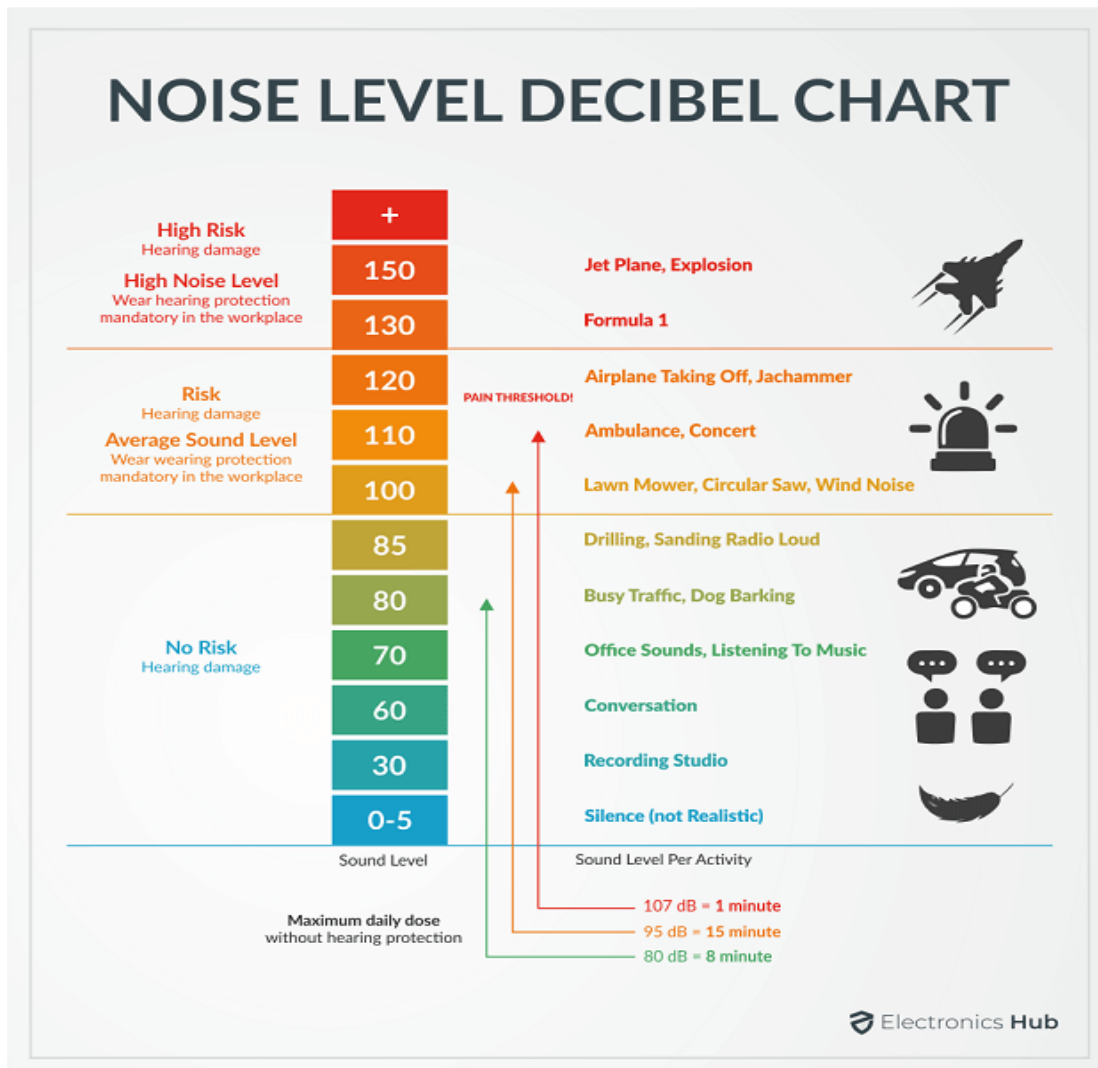 NOISE LEVEL DECIBEL CHART
High Risk
Hearing damage
High Noise Level
Wear hearing protection
mandatory in the workplace
Risk
Hearing damage
Average Sound Level
Wear wearing protection
mandatory in the workplace
No Risk
Hearing damage
+
150
130
120
110
100
85
80
70
60
30
0-5
Sound Level
PAIN THRESHOLD!
Jet Plane, Explosion
Formula 1
Airplane Taking Off, Jachammer
Ambulance, Concert
Lawn Mower, Circular Saw, Wind Noise
Drilling, Sanding Radio Loud
Busy Traffic, Dog Barking
Office Sounds, Listening To Music
Conversation
Recording Studio
Silence (not Realistic)
Sound Level Per Activity
Maximum daily dose
without hearing protection
107 dB = 1 minute
95 dB = 15 minute
80 dB = 8 minute
Electronics Hub